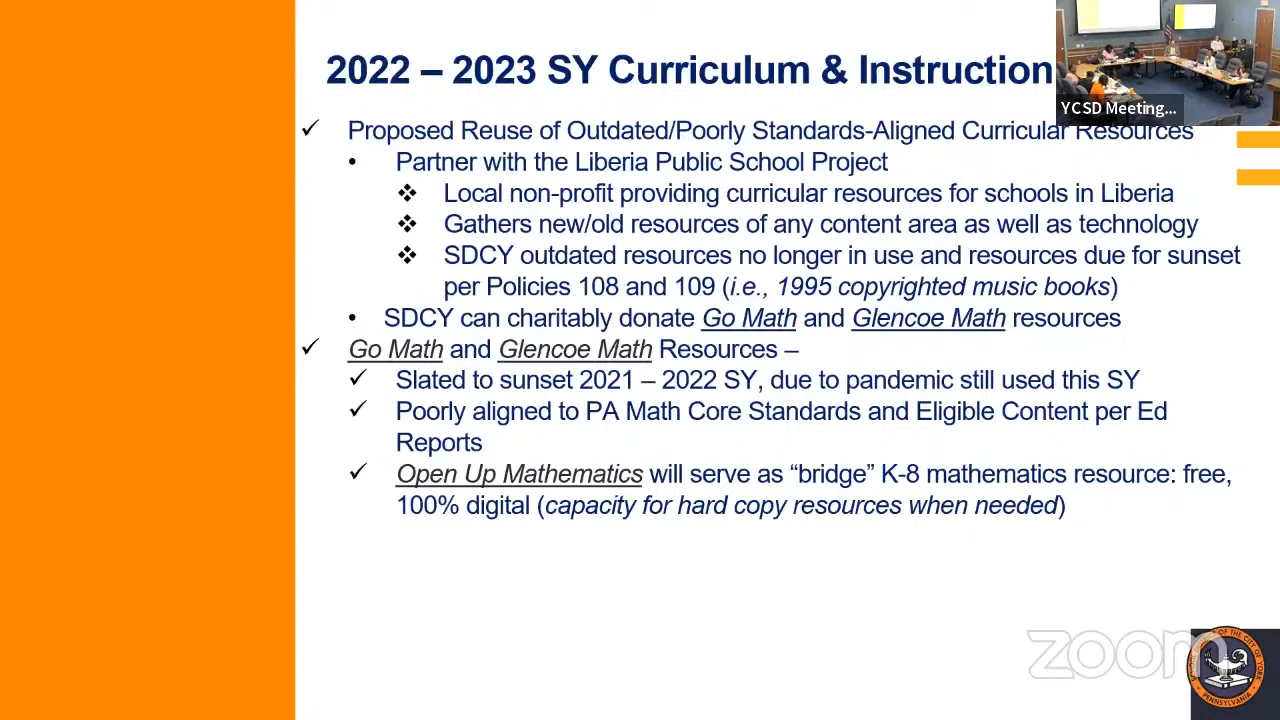 2022 – 2023 SY Curriculum & Instruction
YCSD Meeting...
✓ Proposed Reuse of Outdated/Poorly Standards-Aligned Curricular Resources
• Partner with the Liberia Public School Project
❖ Local non-profit providing curricular resources for schools in Liberia
❖ Gathers new/old resources of any content area as well as technology
❖ SDCY outdated resources no longer in use and resources due for sunset
per Policies 108 and 109 (i.e., 1995 copyrighted music books)
• SDCY can charitably donate Go Math and Glencoe Math resources
✓ Go Math and Glencoe Math Resources –
✓ Slated to sunset 2021 – 2022 SY, due to pandemic still used this SY
✓ Poorly aligned to PA Math Core Standards and Eligible Content per Ed
Reports
✓ Open Up Mathematics will serve as “bridge” K-8 mathematics resource: free,
100% digital (capacity for hard copy resources when needed)
zoom
OF THE CITY OF YORK
PENNSYLVANIA